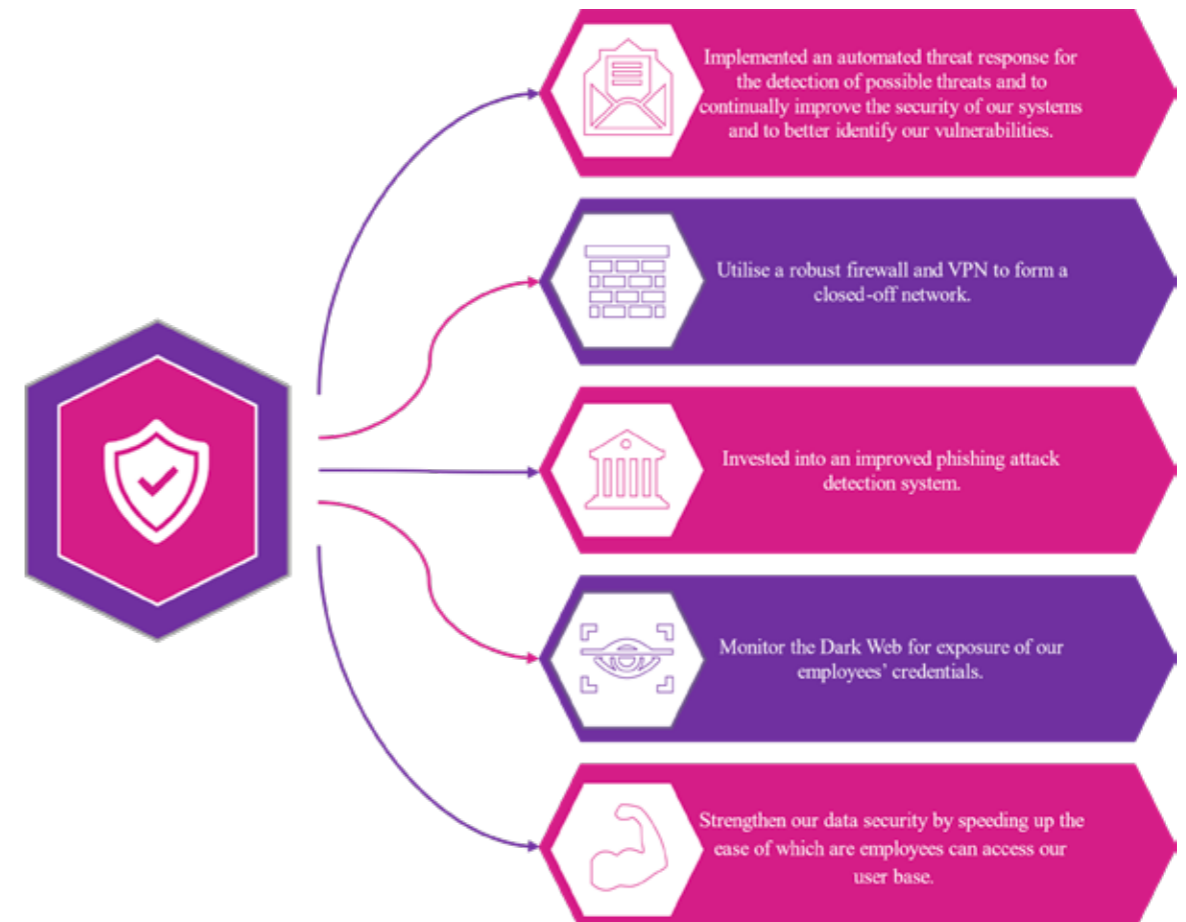 Implemented an automated threat response for
the detection of possible threats and to
continually improve the security of our systems
and to better identify our vulnerabilities.
Utilise a robust firewall and VPN to form a
closed-off network.
Invested into an improved phishing attack
detection system.
Monitor the Dark Web for exposure of our
employees’ credentials.
Strengthen our data security by speeding up the
ease of which are employees can access our
user base.